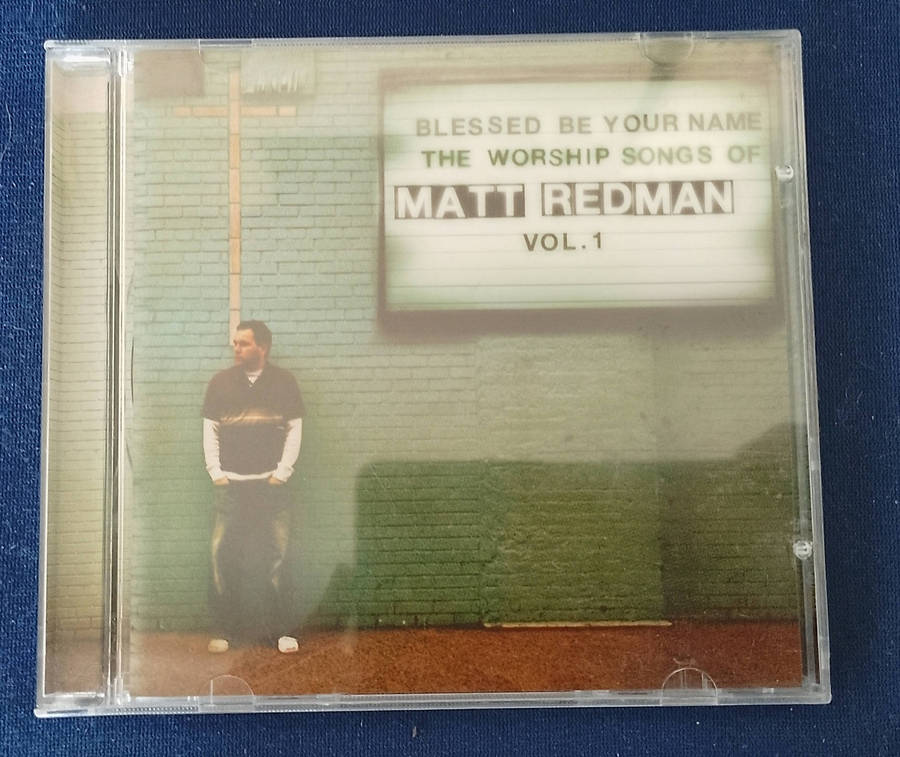 BLESSED BE YOUR NAME
THE WORSHIP SONGS OF
MATT REDMAN
VOL.1